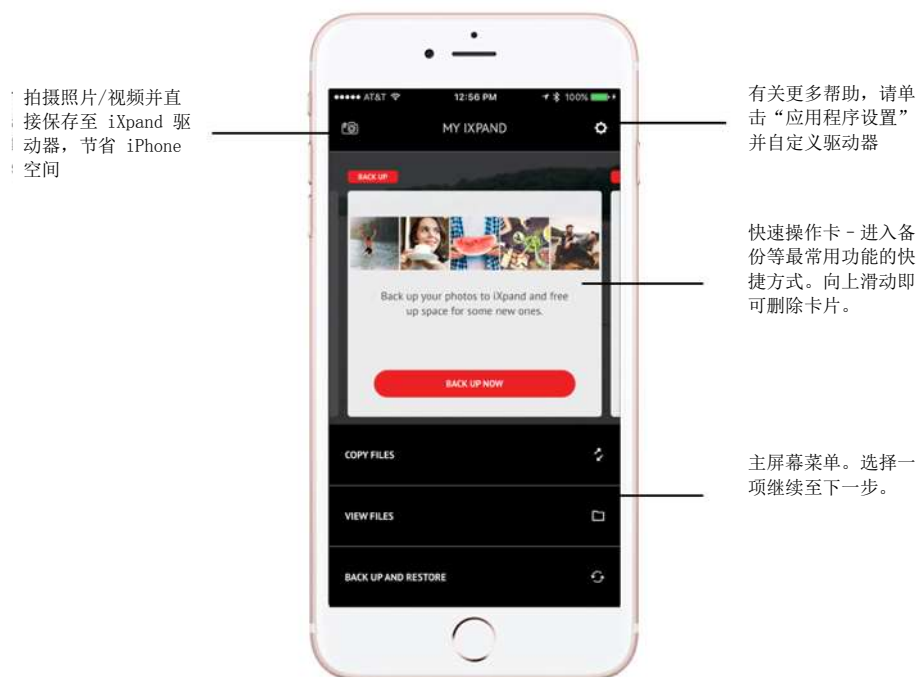 拍摄照片/视频并直
接保存至 iXpand 驱
动器，节省 iPhone
空间
AT&T 12:56 PM 100%
MY IXPAND
BACK UP
Back up your photos to iXpand and free
up space for some new ones.
BACK UP NOW
COPY FILES
VIEW FILES
BACK UP AND RESTORE
有关更多帮助，请单
击“应用程序设置”
并自定义驱动器
快速操作卡 – 进入备
份等最常用功能的快
捷方式。向上滑动即
可删除卡片。
主屏幕菜单。选择一
项继续至下一步。